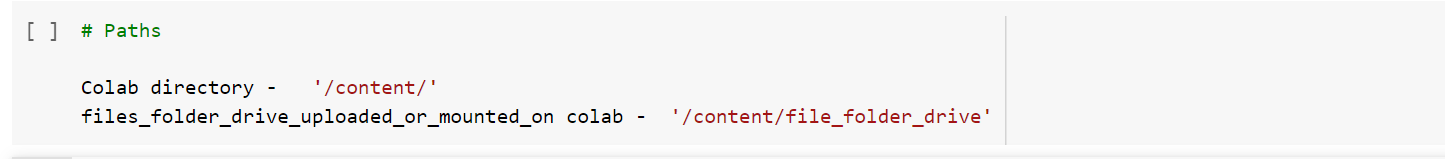 [ ] # Paths
Colab directory - '/content/'
files_folder_drive_uploaded_or_mounted_on colab - '/content/file_folder_drive'